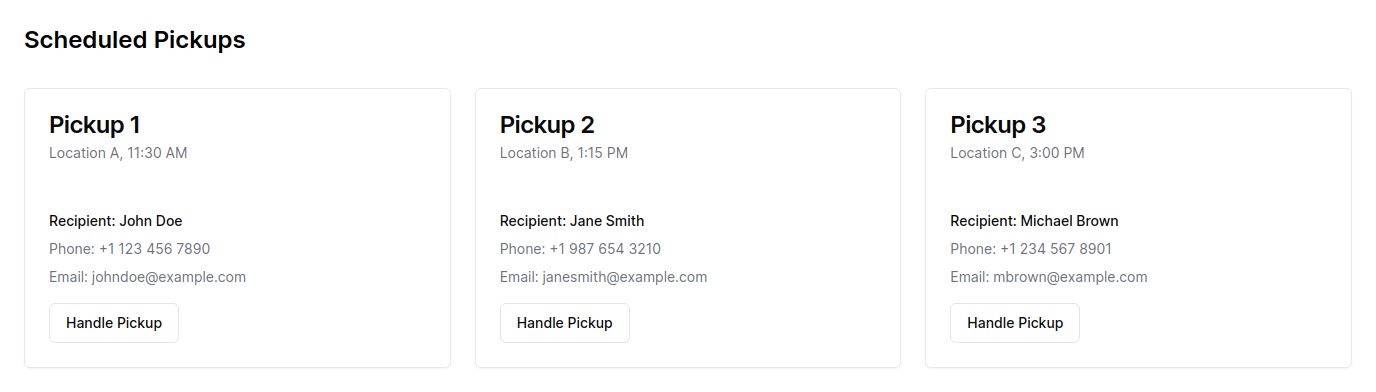 Scheduled Pickups
Pickup 1
Location A, 11:30 AM
Recipient: John Doe
Phone: +1 123 456 7890
Email: johndoe@example.com
Handle Pickup
Pickup 2
Location B, 1:15 PM
Recipient: Jane Smith
Phone: +1 987 654 3210
Email: janesmith@example.com
Handle Pickup
Pickup 3
Location C, 3:00 PM
Recipient: Michael Brown
Phone: +1 234 567 8901
Email: mbrown@example.com
Handle Pickup